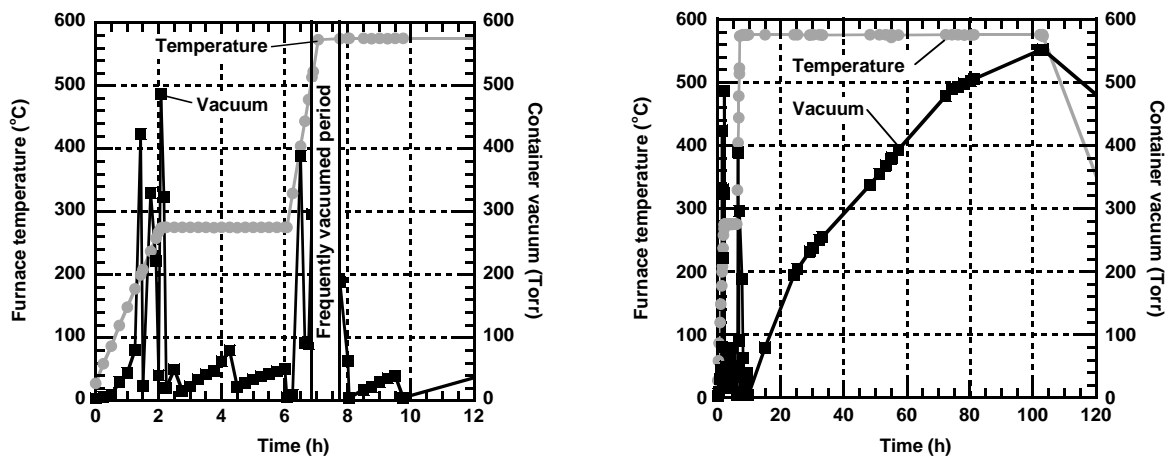 600
500
400
300
200
100
0
Furnace temperature (°C)
Temperature
Vacuum
Frequently vacuumed period
600
500
400
300
200
100
0
Container vacuum (Torr)
0 2 4 6 8 10 12
Time (h)
600
500
400
300
200
100
0
Furnace temperature (°C)
Temperature
Vacuum
600
500
400
300
200
100
0
Container vacuum (Torr)
0 20 40 60 80 100 120
Time (h)